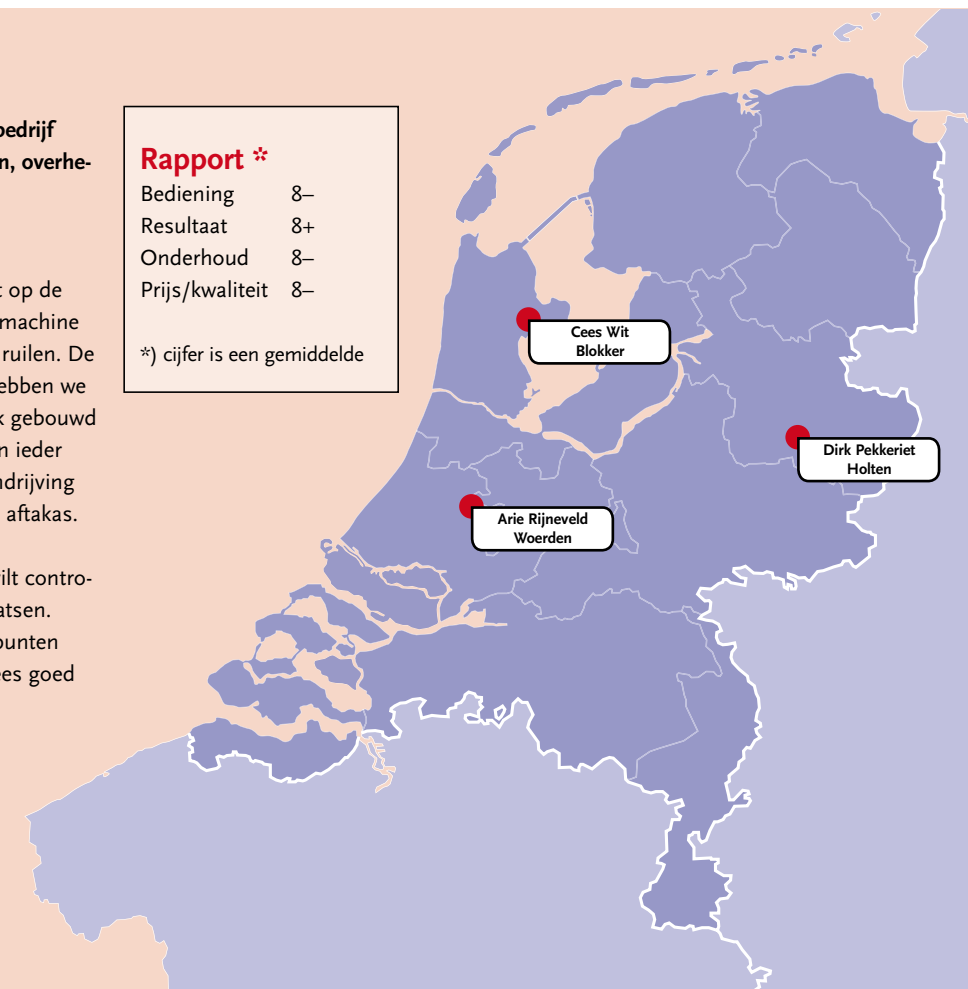 bedrijf
n, overhe-
t op de
machine
ruilen. De
ebben we
k gebouwd
n ieder
ndrijving
aftakas.
ilt contro-
atsen.
punten
es goed
Rapport *
Bediening 8–
Resultaat 8+
Onderhoud 8–
Prijs/kwaliteit 8–
*) cijfer is een gemiddelde
Cees Wit
Blokker
Dirk Pekkeriet
Holten
Arie Rijneveld
Woerden